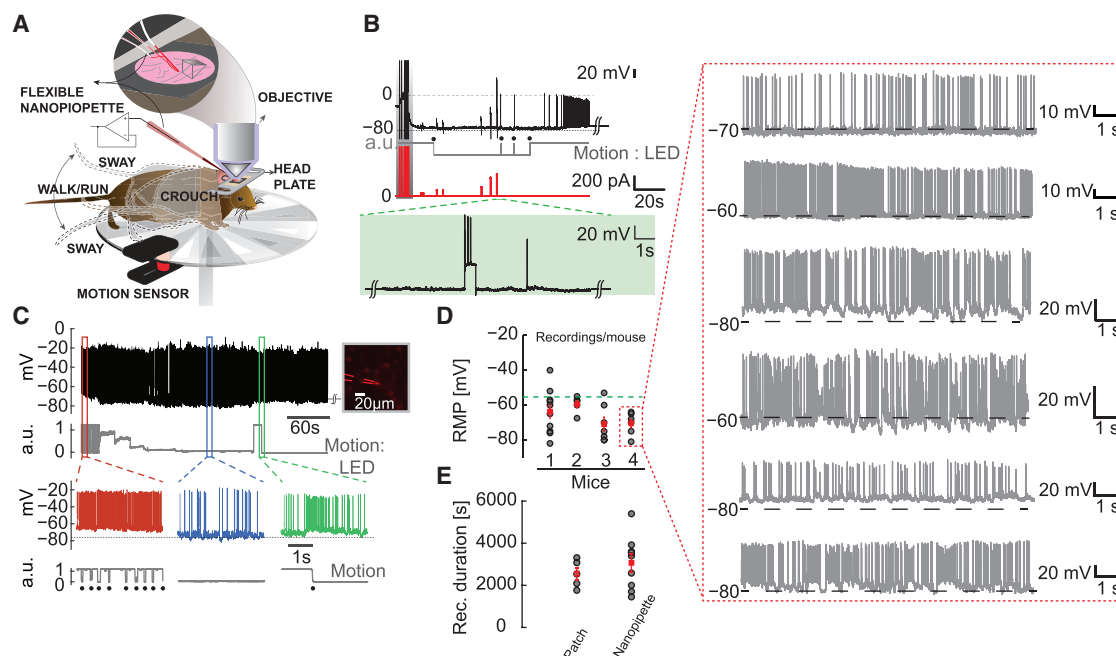 A
FLEXIBLE
NANOPIOPETTE
OBJECTIVE
SWAY
HEAD
PLATE
WALK/RUN
CROUCH
SWAY
MOTION SENSOR
B
20 mV
0
−80
a.u.
Motion : LED
200 pA
20s
0
20 mV
1s
C
0
−20
−40
−60
−80
mV
20μm
60s
1
0
a.u.
Motion:
LED
−20
−40
−60
−80
mV
1s
1
0
a.u.
Motion
D
−20
−40
−60
−80
RMP [mV]
Recordings/mouse
1 2 3 4
Mice
E
6000
4000
2000
0
Rec. duration [s]
Patch
Nanopipette
−70
10 mV
1 s
−60
10 mV
1 s
−80
20 mV
1 s
−60
20 mV
1 s
−80
20 mV
1 s
−80
20 mV
1 s